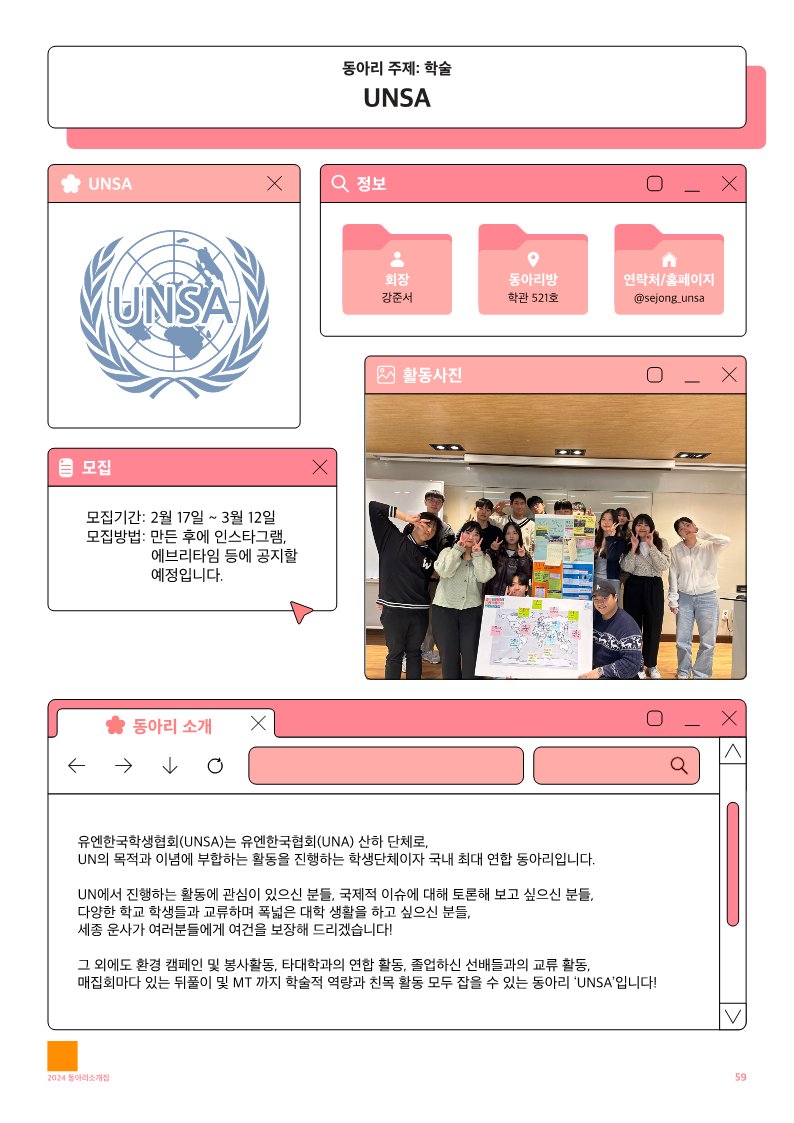 동아리 주제: 학술
UNSA
UNSA
UNSA
정보
회장
강준서
동아리방
학관 521호
연락처/홈페이지
@sejong_unsa
활동사진
모집
모집기간: 2월 17일 ~ 3월 12일
모집방법: 만든 후에 인스타그램,
에브리타임 등에 공지할
예정입니다.
동아리 소개
유엔한국학생협회(UNSA)는 유엔한국협회(UNA) 산하 단체로,
UN의 목적과 이념에 부합하는 활동을 진행하는 학생단체이자 국내 최대 연합 동아리입니다.
UN에서 진행하는 활동에 관심이 있으신 분들, 국제적 이슈에 대해 토론해 보고 싶으신 분들,
다양한 학교 학생들과 교류하며 폭넓은 대학 생활을 하고 싶으신 분들,
세종 운사가 여러분들에게 여건을 보장해 드리겠습니다!
그 외에도 환경 캠페인 및 봉사활동, 타대학과의 연합 활동, 졸업하신 선배들과의 교류 활동,
매집회마다 있는 뒤풀이 및 MT 까지 학술적 역량과 친목 활동 모두 잡을 수 있는 동아리 ‘UNSA’입니다!
2024 동아리소개집
59